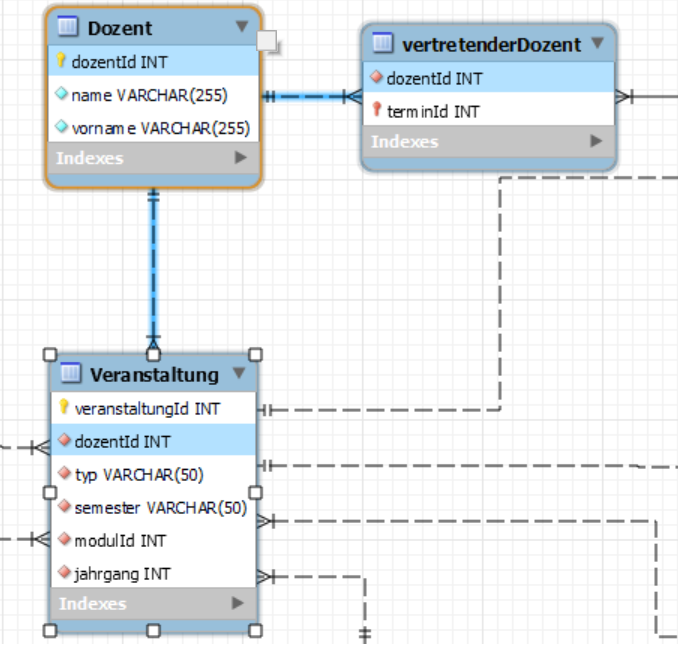 Dozent
dozentId INT
name VARCHAR(255)
vorname VARCHAR(255)
Indexes
vertretenderDozent
dozentId INT
terminId INT
Indexes
Veranstaltung
veranstaltungId INT
dozentId INT
typ VARCHAR(50)
semester VARCHAR(50)
modulId INT
jahrgang INT
Indexes